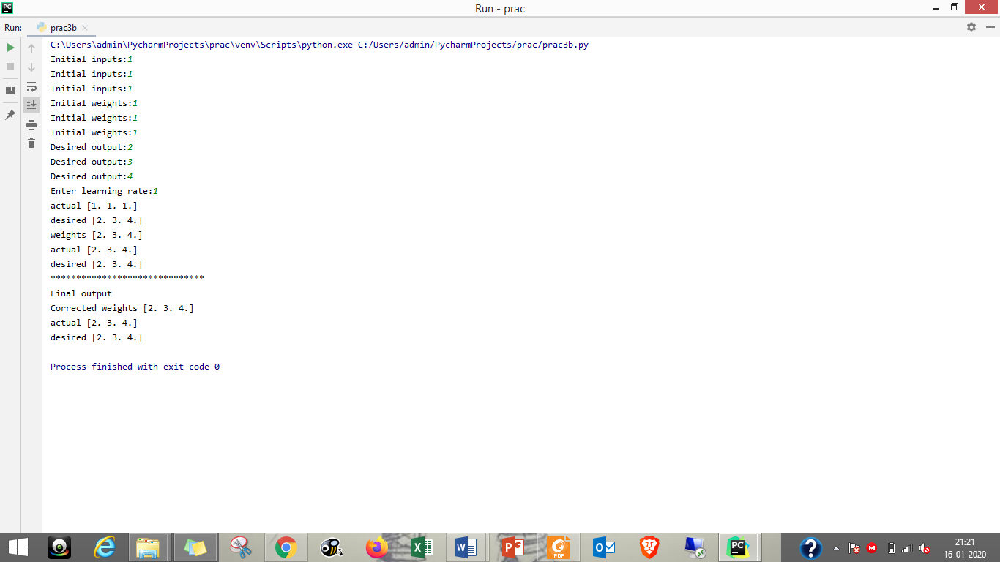 Run - prac
Run: prac3b
C:\Users\admin\PycharmProjects\prac\venv\Scripts\python.exe C:/Users/admin/PycharmProjects/prac/prac3b.py
Initial inputs:1
Initial inputs:1
Initial inputs:1
Initial weights:1
Initial weights:1
Initial weights:1
Desired output:2
Desired output:3
Desired output:4
Enter learning rate:1
actual [1. 1. 1.]
desired [2. 3. 4.]
weights [2. 3. 4.]
actual [2. 3. 4.]
desired [2. 3. 4.]
******************************
Final output
Corrected weights [2. 3. 4.]
actual [2. 3. 4.]
desired [2. 3. 4.]
Process finished with exit code 0
21:21
16-01-2020